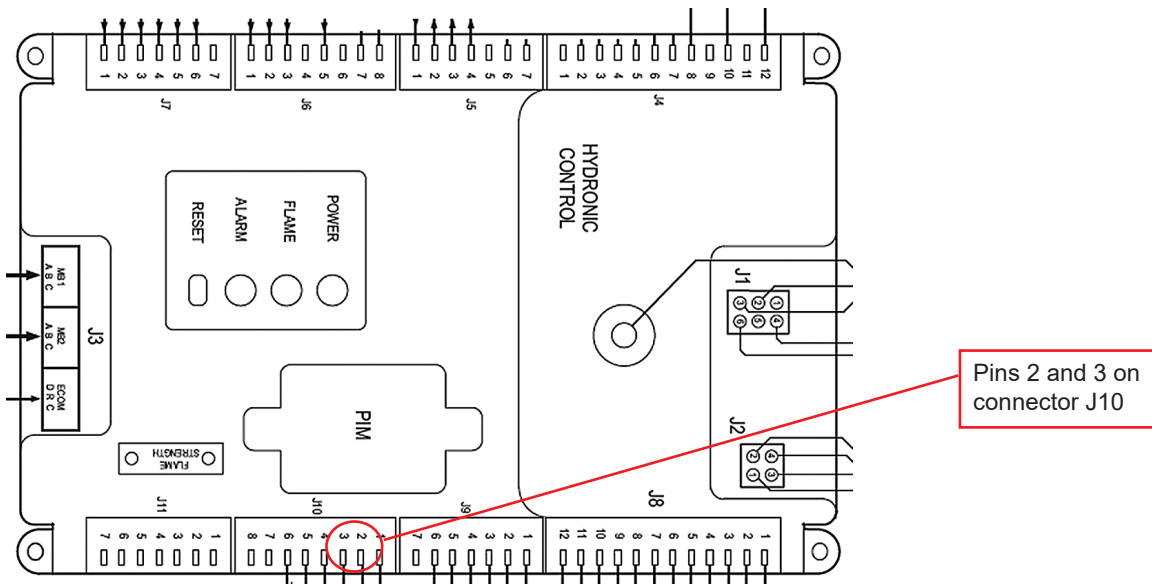 1 2 3 4 5 6 7
J7
1 2 3 4 5 6 7 8
J6
1 2 3 4 5 6 7
J5
1 2 3 4 5 6 7 8 9 10 11 12
J4
HYDRONIC
CONTROL
RESET
ALARM
FLAME
POWER
MB1
A B C
MB2
A B C
ECOM
D R C
J3
J1
3 2 1
6 5 4
J2
2 4
1 3
PIM
FLAME
STRENGTH
Pins 2 and 3 on
connector J10
J11
7 6 5 4 3 2 1
J10
8 7 6 5 4 3 2 1
J9
7 6 5 4 3 2 1
J8
12 11 10 9 8 7 6 5 4 3 2 1